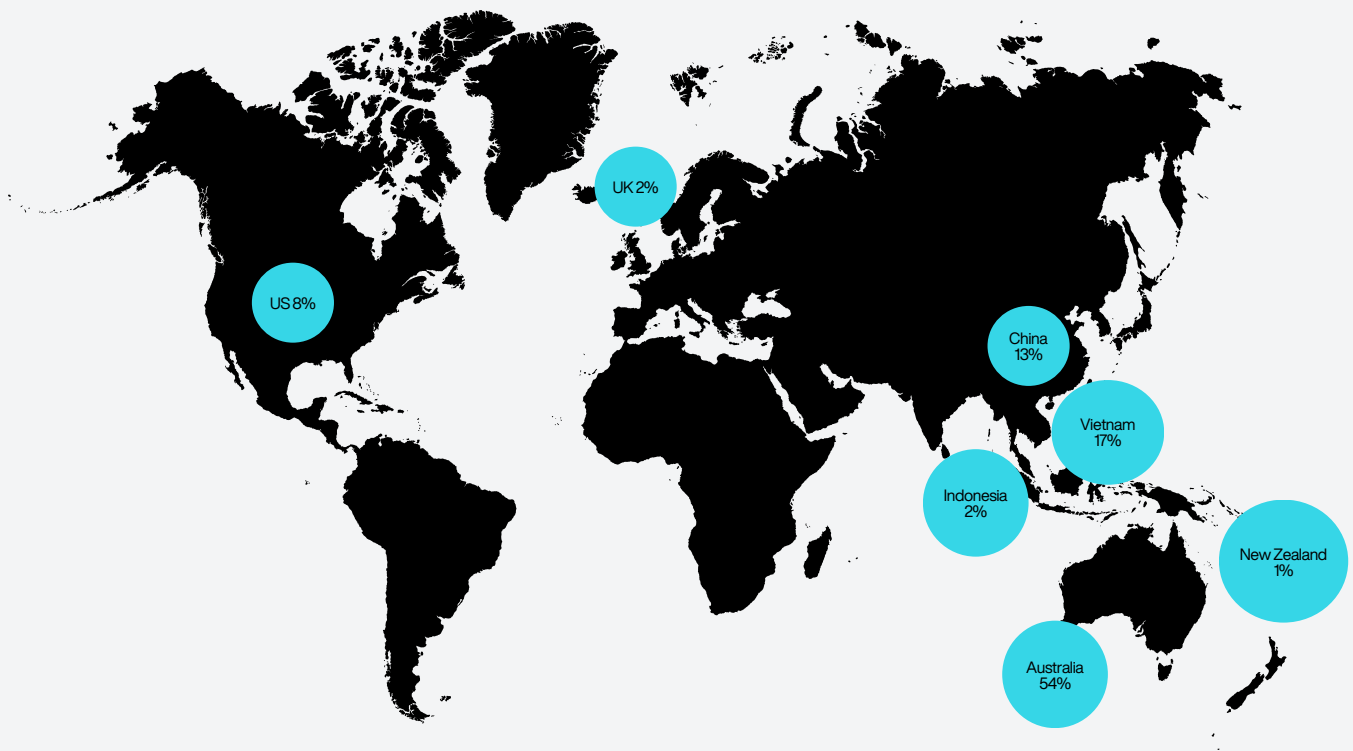 UK 2%
US 8%
China
13%
Vietnam
17%
Indonesia
2%
New Zealand
1%
Australia
54%